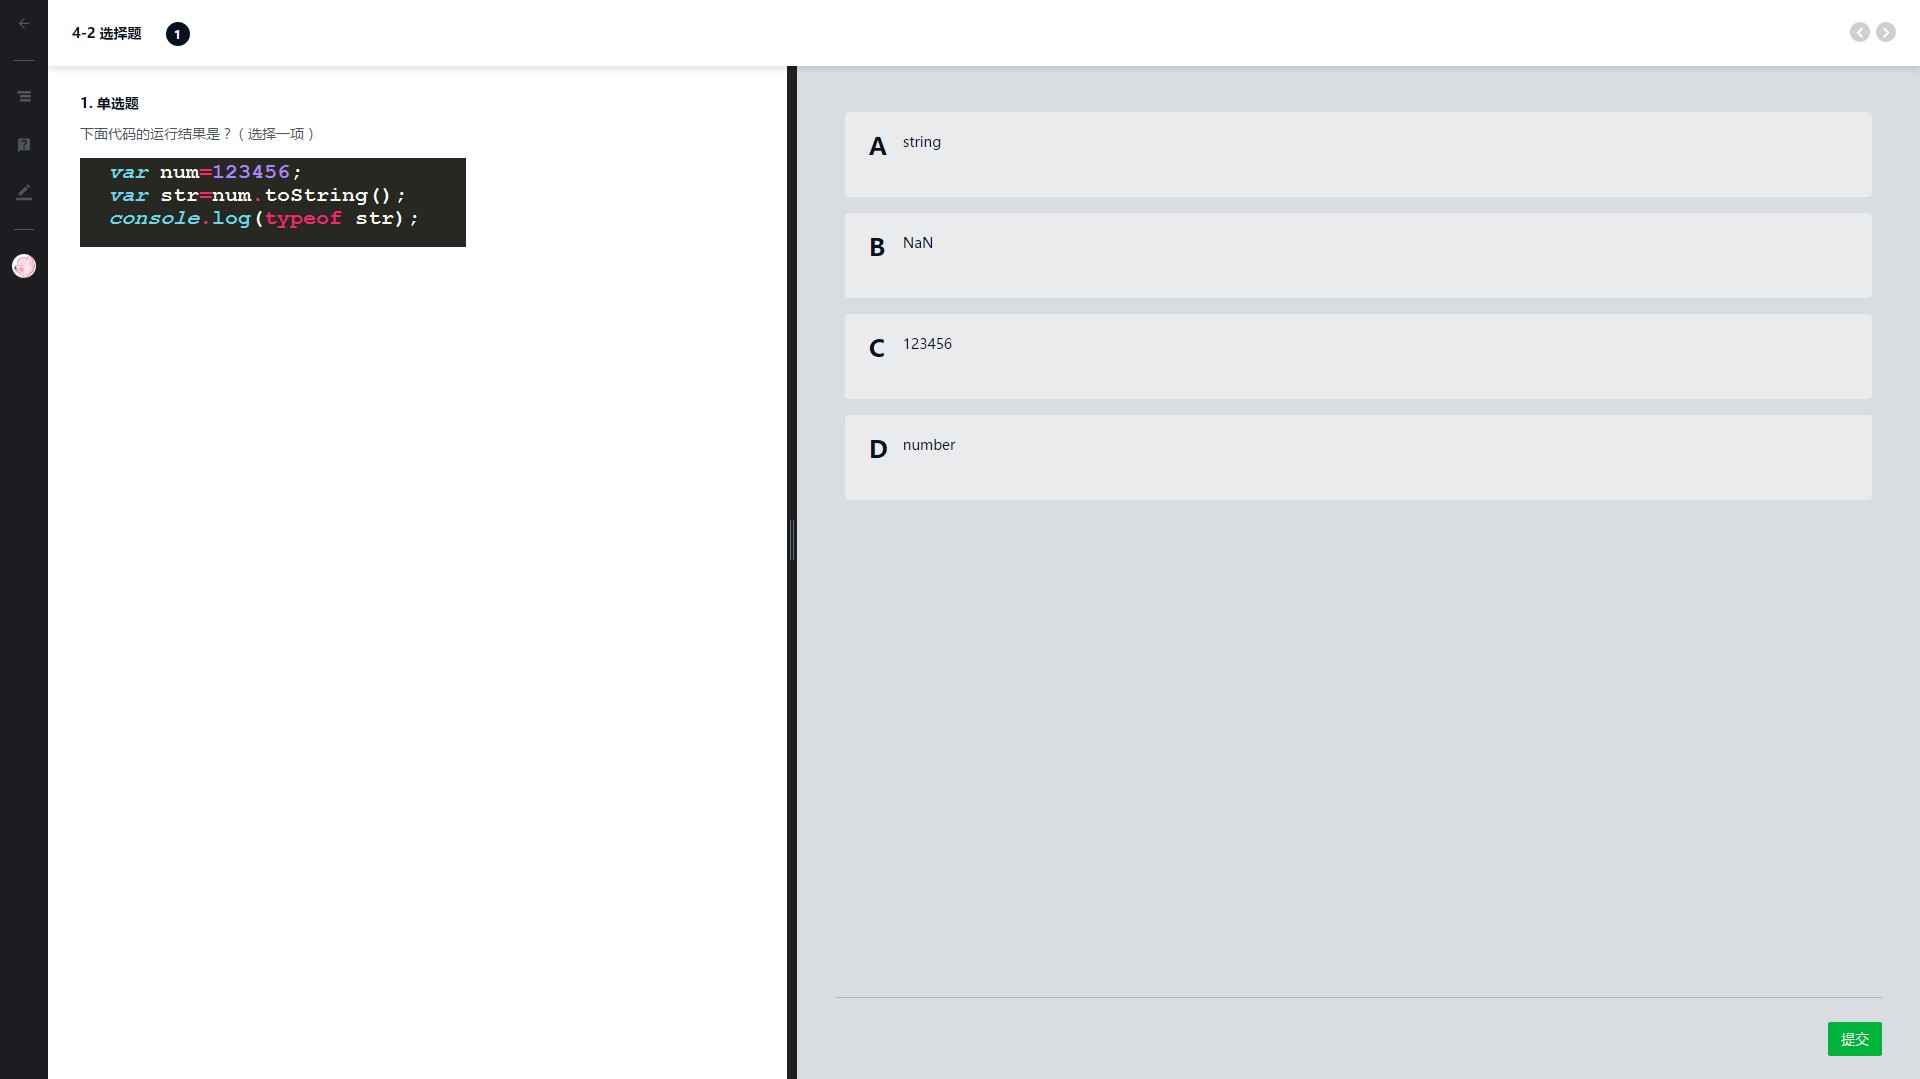 4-2 选择题
1
1. 单选题
下面代码的运行结果是？（选择一项）
var num=123456;
var str=num.toString();
console.log(typeof str);
A string
B NaN
C 123456
D number
提交